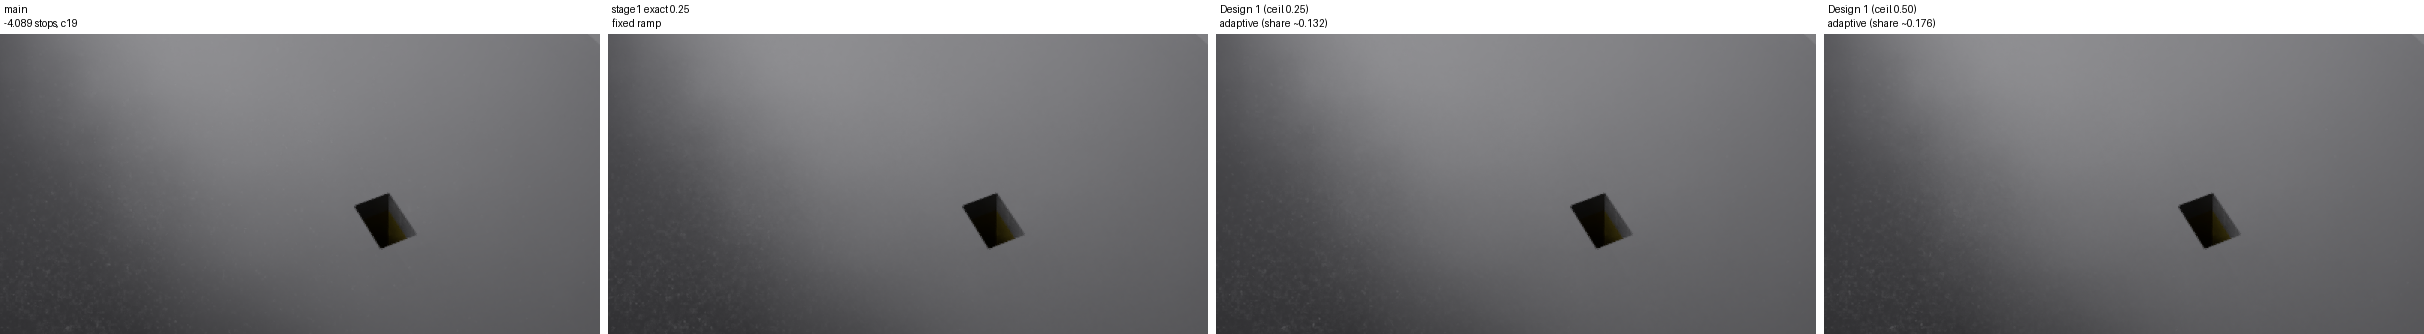 main
-4.089 stops, c19
stage1 exact 0.25
fixed ramp
Design 1 (ceil 0.25)
adaptive (share ~0.132)
Design 1 (ceil 0.50)
adaptive (share ~0.176)